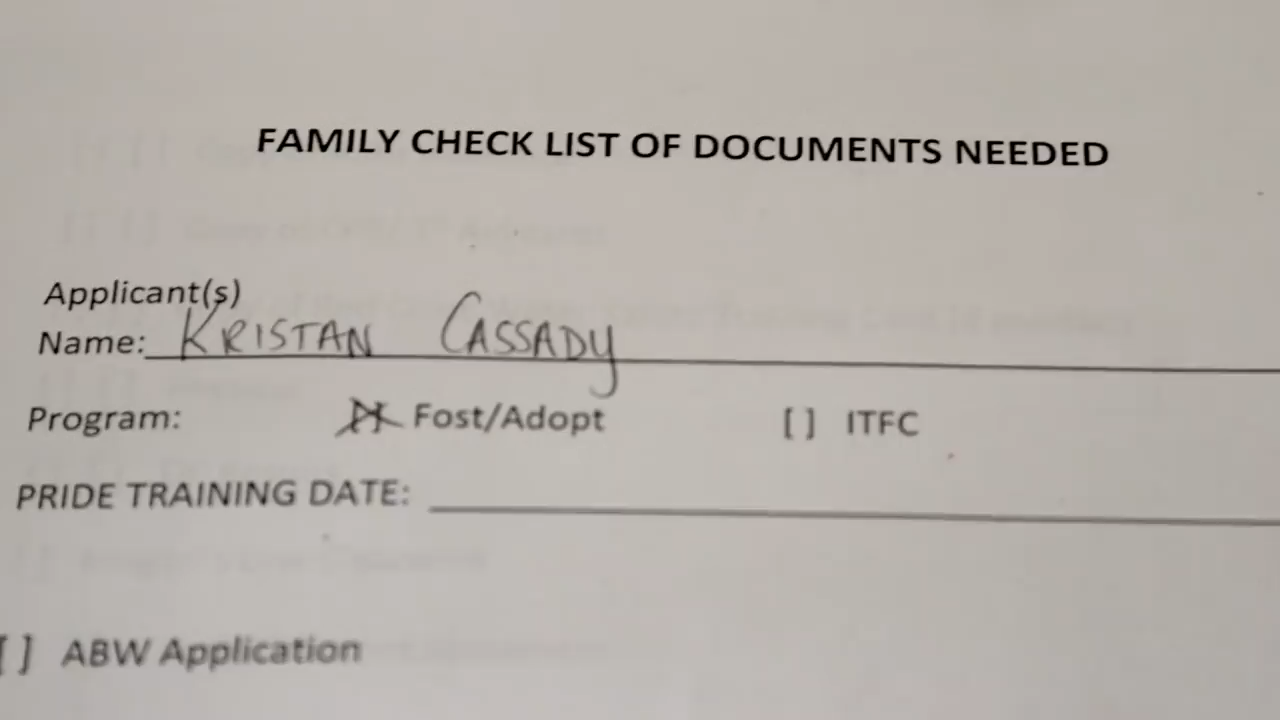 FAMILY CHECK LIST OF DOCUMENTS NEEDED
Applicant(s)
Name: KRISTAN CASSADY
Program: [X] Fost/Adopt [ ] ITFC
PRIDE TRAINING DATE:
[ ] ABW Application